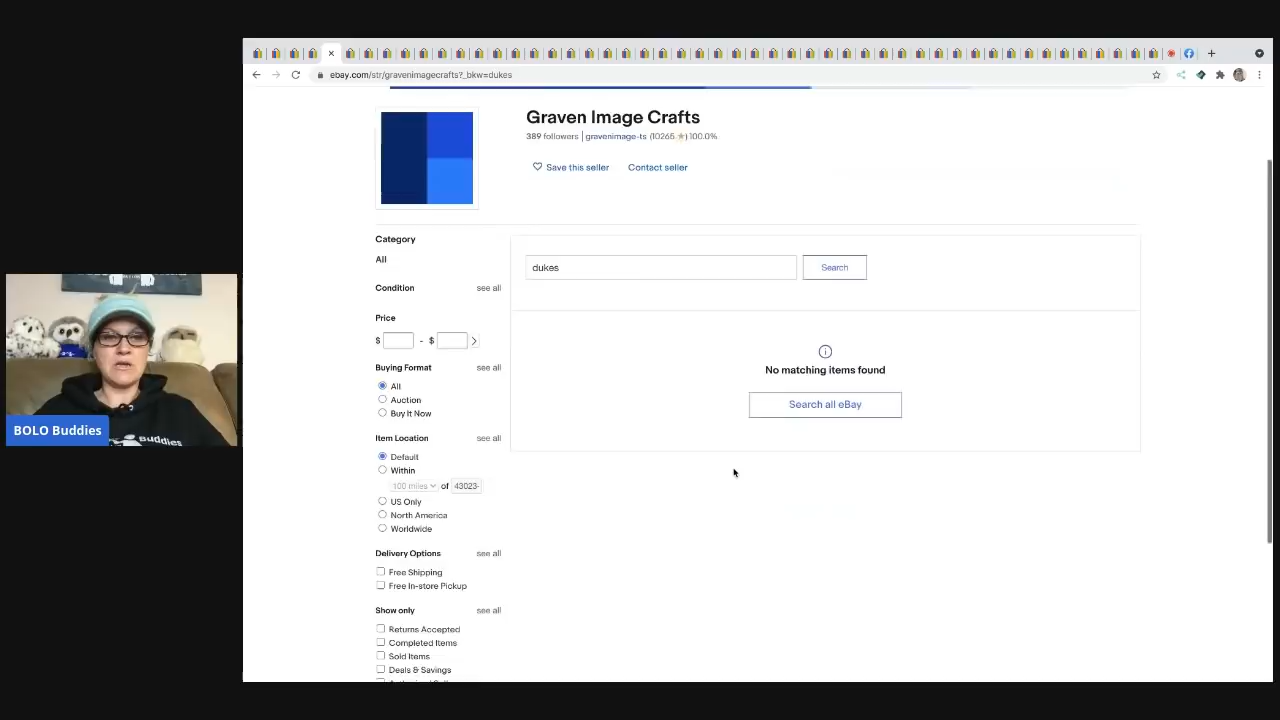 ebay.com/str/gravenimagecrafts?_bkw=dukes
Graven Image Crafts
389 followers | gravenimage-ts (10265 ★) 100.0%
Save this seller
Contact seller
Category
All
Condition see all
dukes
Search
Price
$ - $
Buying Format see all
All
Auction
Buy It Now
No matching items found
Search all eBay
Item Location see all
Default
Within
100 miles of 43023-
US Only
North America
Worldwide
Delivery Options see all
Free Shipping
Free In-store Pickup
Show only see all
Returns Accepted
Completed Items
Sold Items
Deals & Savings
BOLO Buddies
Buddies